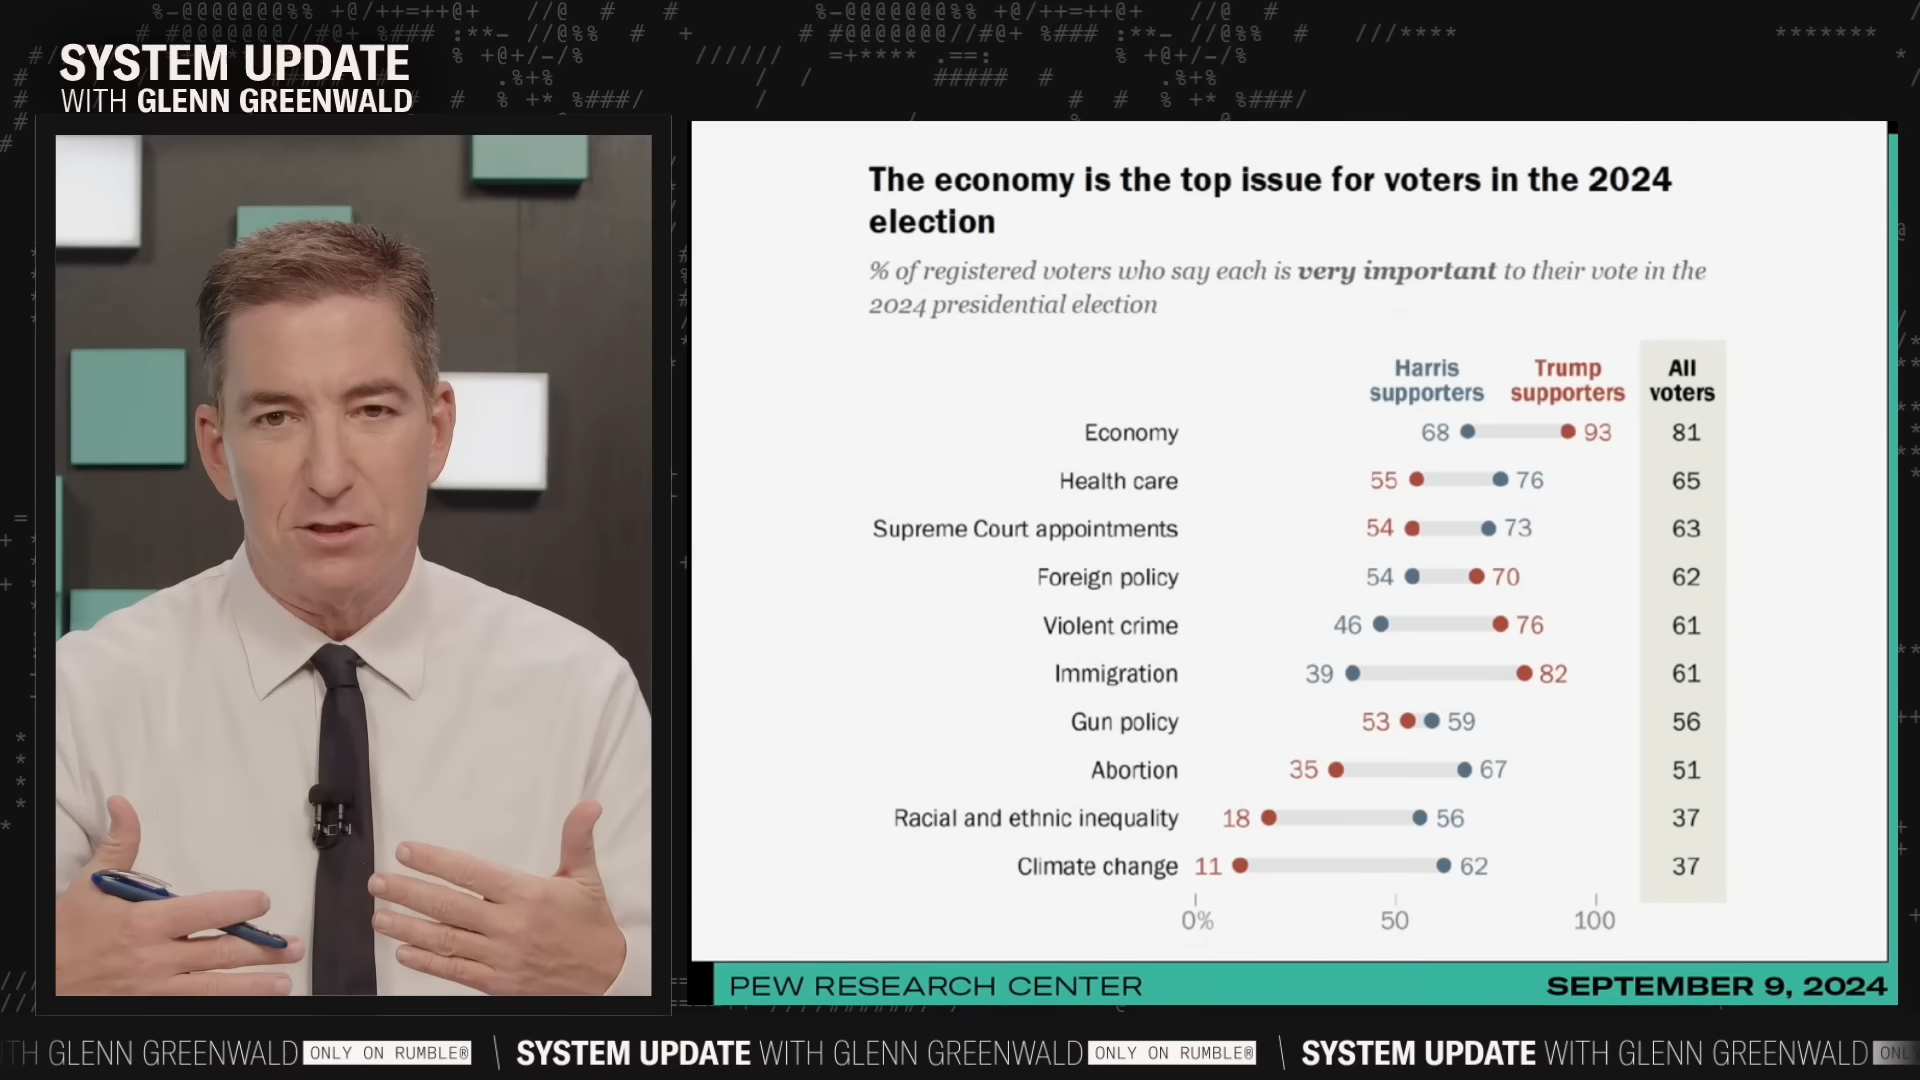 SYSTEM UPDATE
WITH GLENN GREENWALD
The economy is the top issue for voters in the 2024
election
% of registered voters who say each is very important to their vote in the
2024 presidential election
Harris supporters
Trump supporters
All voters
Economy 68 93 81
Health care 55 76 65
Supreme Court appointments 54 73 63
Foreign policy 54 70 62
Violent crime 46 76 61
Immigration 39 82 61
Gun policy 53 59 56
Abortion 35 67 51
Racial and ethnic inequality 18 56 37
Climate change 11 62 37
0% 50 100
PEW RESEARCH CENTER SEPTEMBER 9, 2024
TH GLENN GREENWALD ONLY ON RUMBLE® \ SYSTEM UPDATE WITH GLENN GREENWALD ONLY ON RUMBLE® \ SYSTEM UPDATE WITH GLENN GREENWALD ONL